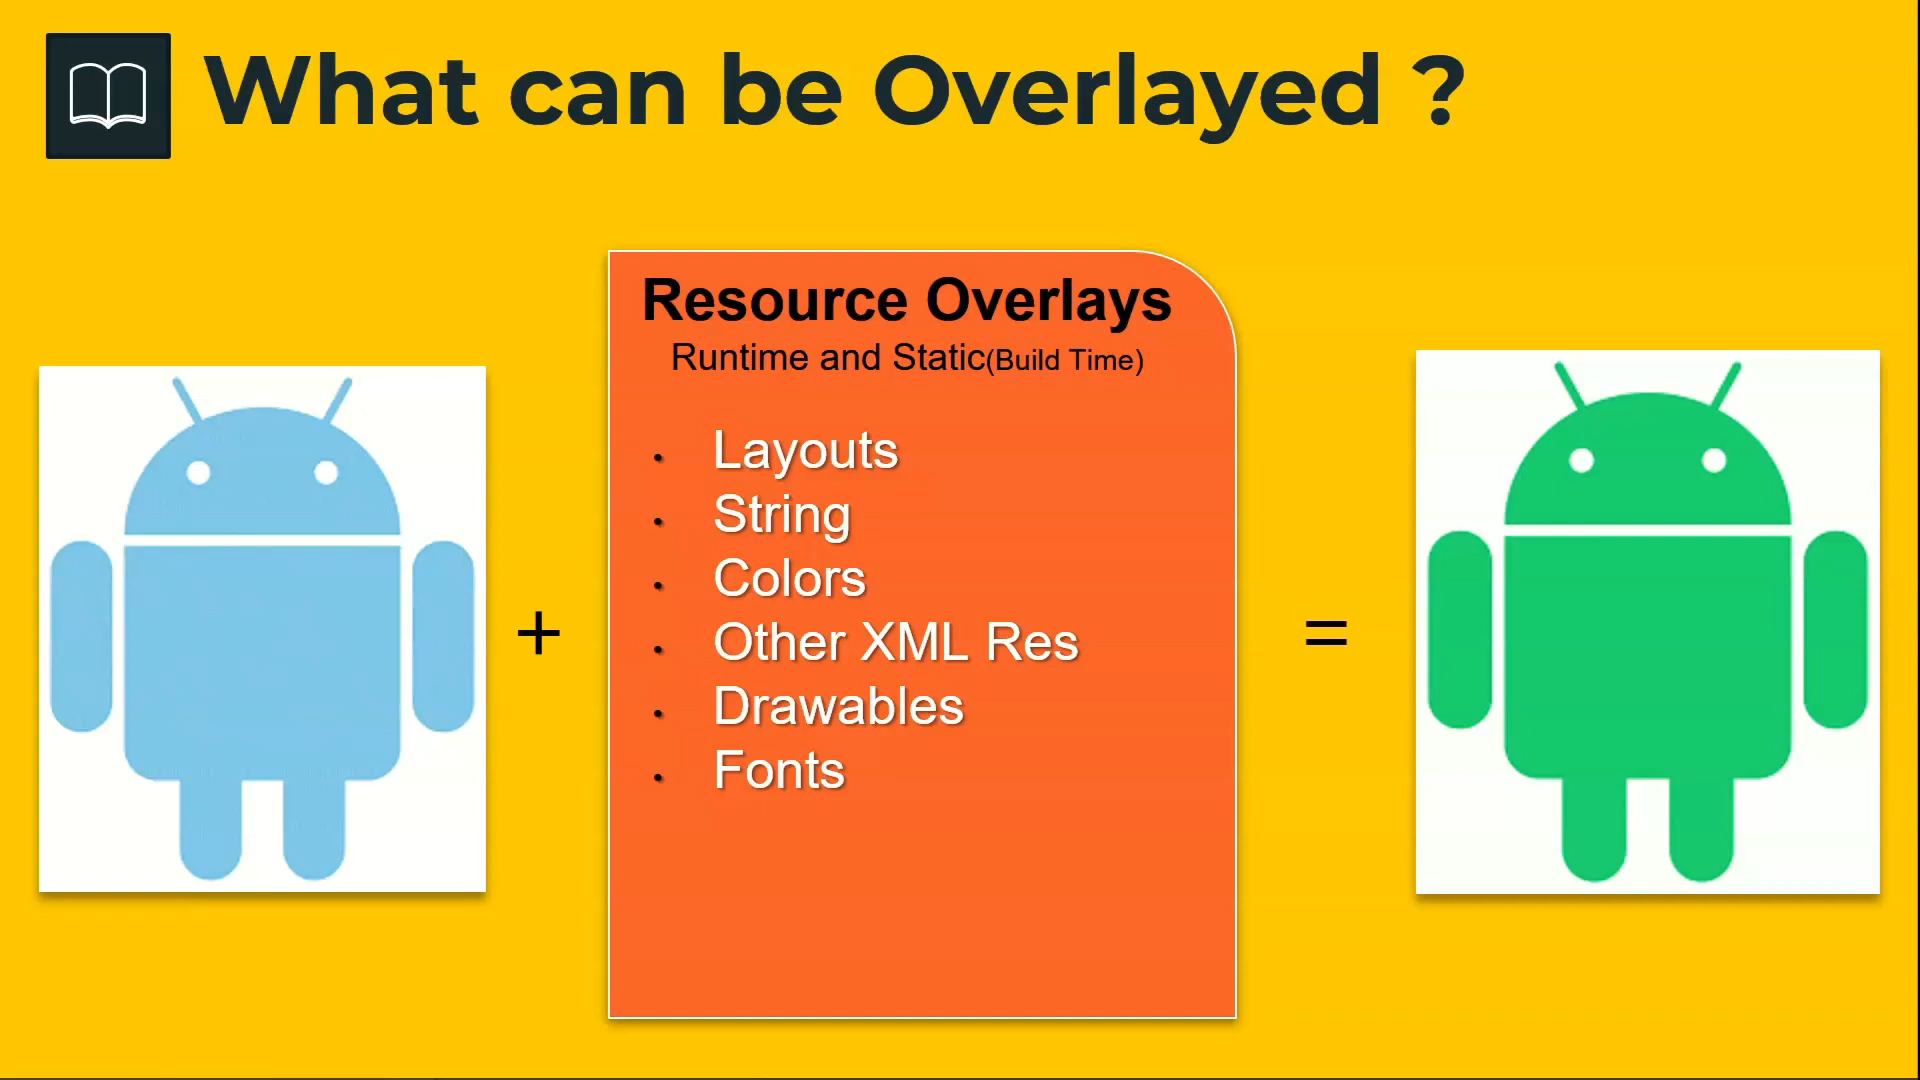 What can be Overlayed ?
Resource Overlays
Runtime and Static(Build Time)
• Layouts
• String
• Colors
• Other XML Res
• Drawables
• Fonts
+
=